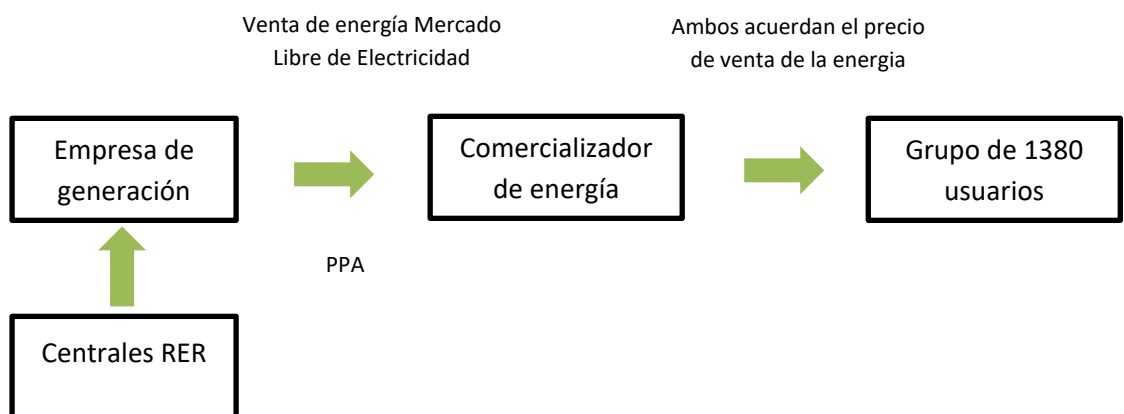 Venta de energía Mercado
Libre de Electricidad
Ambos acuerdan el precio
de venta de la energia
Empresa de
generación
Comercializador
de energía
Grupo de 1380
usuarios
PPA
Centrales RER